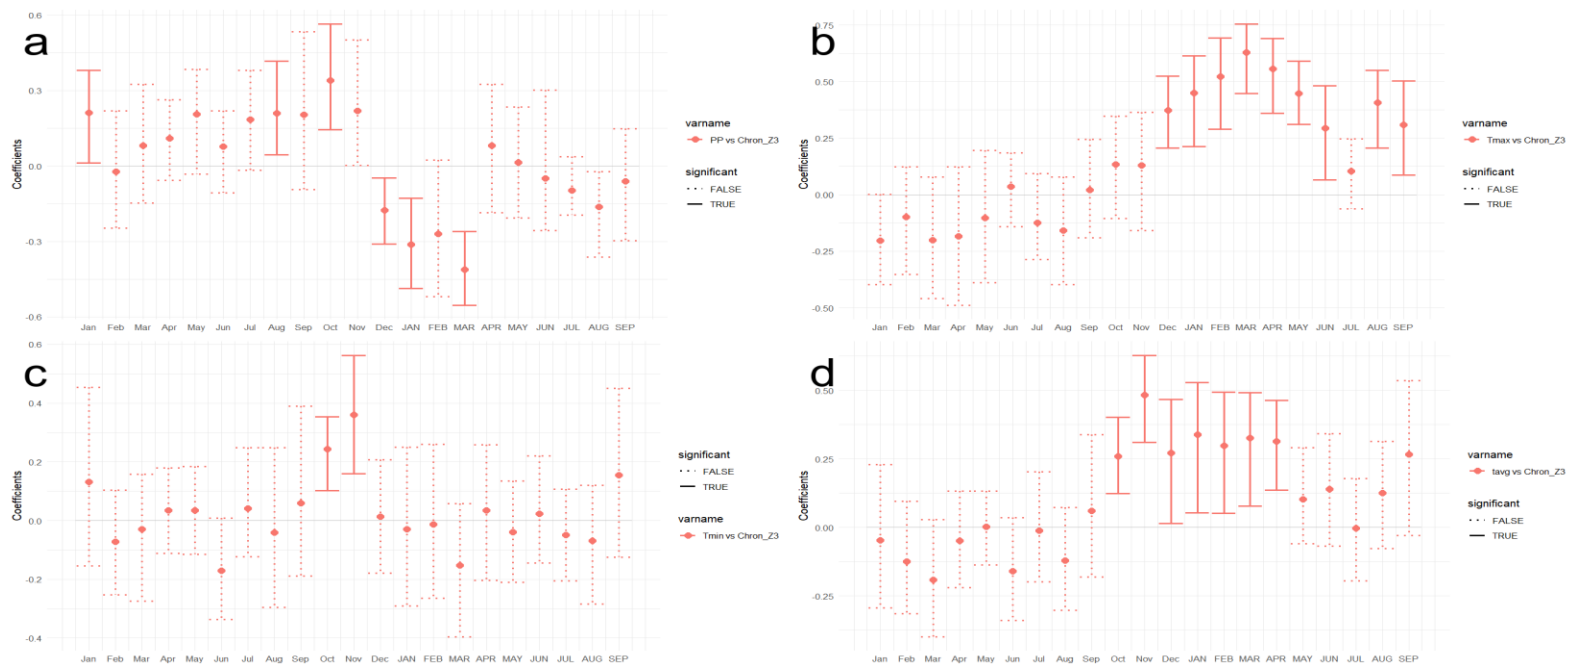 a
0.6
0.3
0.0
-0.3
-0.6
Coefficients
Jan Feb Mar Apr May Jun Jul Aug Sep Oct Nov Dec JAN FEB MAR APR MAY JUN JUL AUG SEP
varname
PP vs Chron_Z3
significant
FALSE
TRUE
b
0.75
0.50
0.25
0.00
-0.25
-0.50
Coefficients
Jan Feb Mar Apr May Jun Jul Aug Sep Oct Nov Dec JAN FEB MAR APR MAY JUN JUL AUG SEP
varname
Tmax vs Chron_Z3
significant
FALSE
TRUE
c
0.6
0.4
0.2
0.0
-0.2
-0.4
Coefficients
Jan Feb Mar Apr May Jun Jul Aug Sep Oct Nov Dec JAN FEB MAR APR MAY JUN JUL AUG SEP
significant
FALSE
TRUE
varname
Tmin vs Chron_Z3
d
0.50
0.25
0.00
-0.25
Coefficients
Jan Feb Mar Apr May Jun Jul Aug Sep Oct Nov Dec JAN FEB MAR APR MAY JUN JUL AUG SEP
varname
tavg vs Chron_Z3
significant
FALSE
TRUE